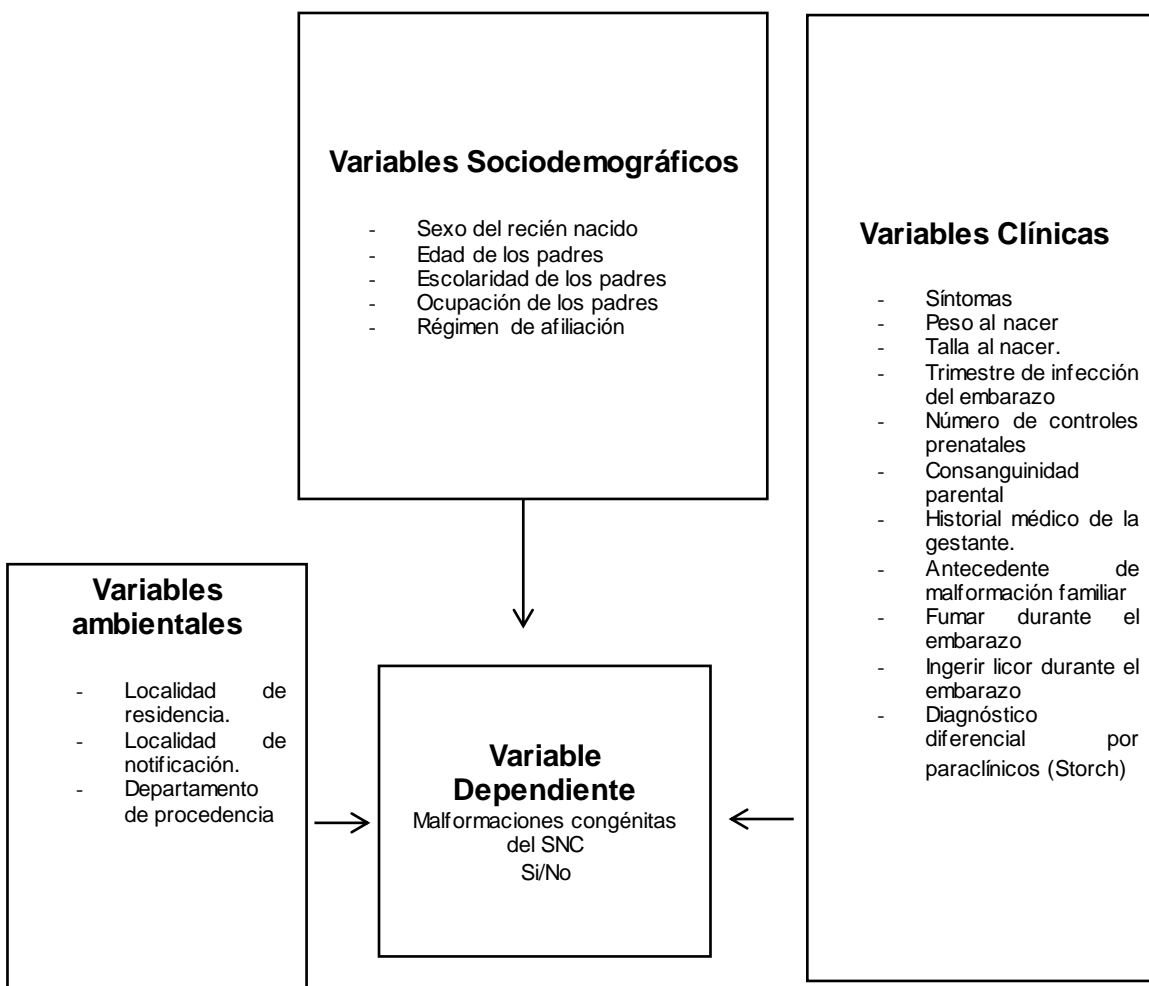 Variables Sociodemográficos
- Sexo del recién nacido
- Edad de los padres
- Escolaridad de los padres
- Ocupación de los padres
- Régimen de afiliación
Variables Clínicas
- Síntomas
- Peso al nacer
- Talla al nacer.
- Trimestre de infección
del embarazo
- Número de controles
prenatales
- Consanguinidad
parental
- Historial médico de la
gestante.
- Antecedente de
malformación familiar
- Fumar durante el
embarazo
- Ingerir licor durante el
embarazo
- Diagnóstico
diferencial por
paraclínicos (Storch)
Variables
ambientales
- Localidad de
residencia.
- Localidad de
notificación.
- Departamento
de procedencia
Variable
Dependiente
Malformaciones congénitas
del SNC
Si/No